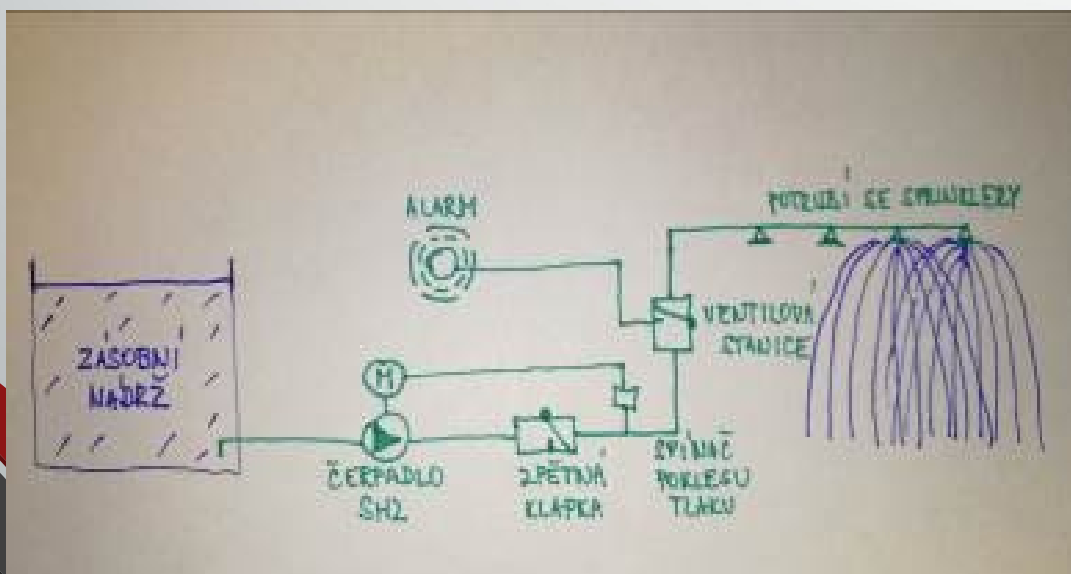 ALARM
POTRUBÍ SE SPRINKLERY
ZÁSOBNÍ
NÁDRŽ
VENTILOVÁ
STANICE
M
ČERPADLO
SHZ
ZPĚTNÁ
KLAPKA
SPÍNAČ
POKLESU
TLAKU